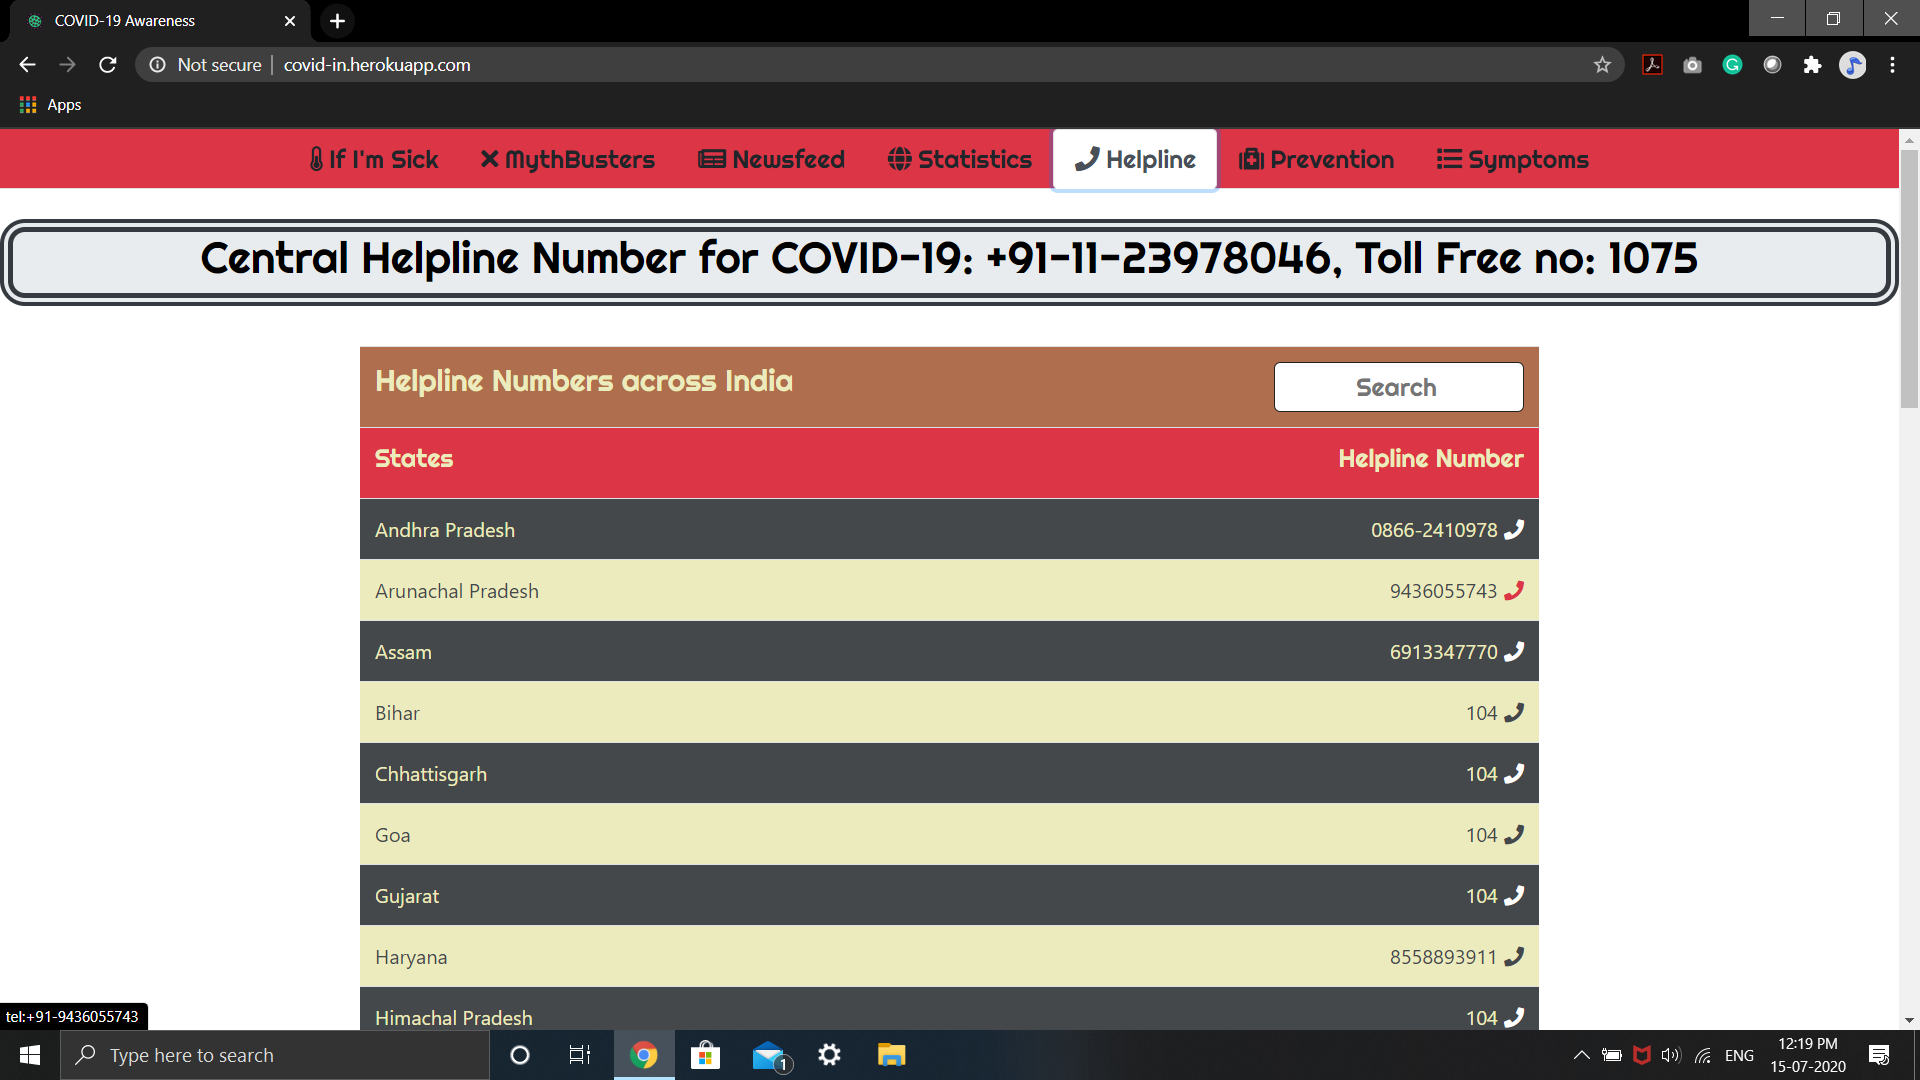 COVID-19 Awareness
Not secure
covid-in.herokuapp.com
Apps
If I'm Sick
MythBusters
Newsfeed
Statistics
Helpline
Prevention
Symptoms
Central Helpline Number for COVID-19: +91-11-23978046, Toll Free no: 1075
Helpline Numbers across India
Search
States
Helpline Number
Andhra Pradesh
0866-2410978
Arunachal Pradesh
9436055743
Assam
6913347770
Bihar
104
Chhattisgarh
104
Goa
104
Gujarat
104
Haryana
8558893911
Himachal Pradesh
104
tel:+91-9436055743
Type here to search
1
ENG
12:19 PM
15-07-2020